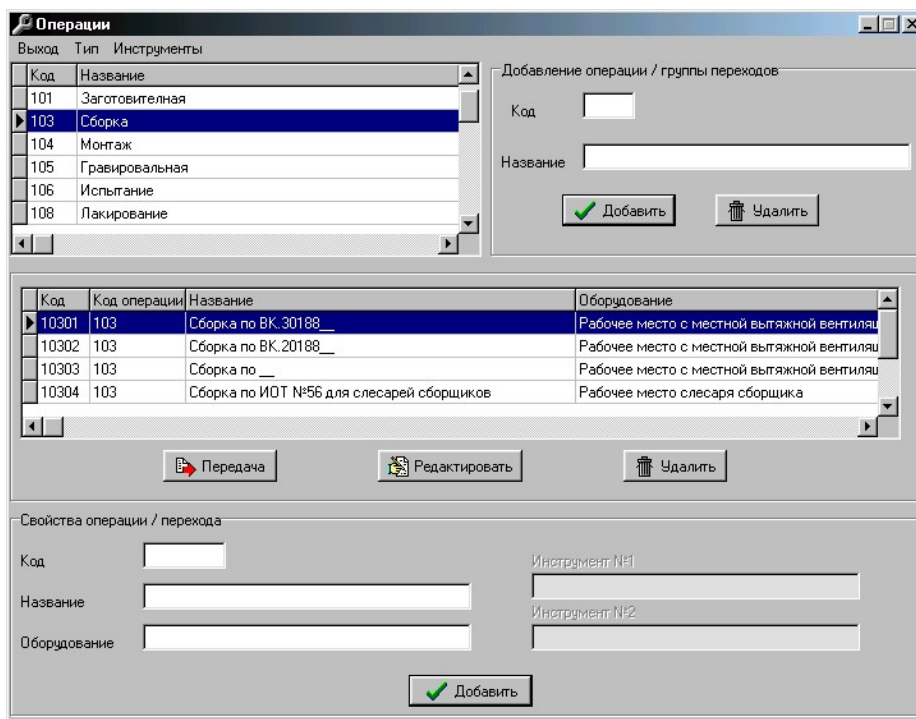 Операции
Выход Тип Инструменты
Код Название
101 Заготовителная
103 Сборка
104 Монтаж
105 Гравировальная
106 Испытание
108 Лакирование
Добавление операции / группы переходов
Код
Название
Добавить Удалить
Код Код операции Название Оборудование
10301 103 Сборка по ВК.30188__ Рабочее место с местной вытяжной вентиляц
10302 103 Сборка по ВК.20188__ Рабочее место с местной вытяжной вентиляц
10303 103 Сборка по __ Рабочее место с местной вытяжной вентиляц
10304 103 Сборка по ИОТ №56 для слесарей сборщиков Рабочее место слесаря сборщика
Передача Редактировать Удалить
Свойства операции / перехода
Код
Название
Оборудование
Инструмент №1
Инструмент №2
Добавить